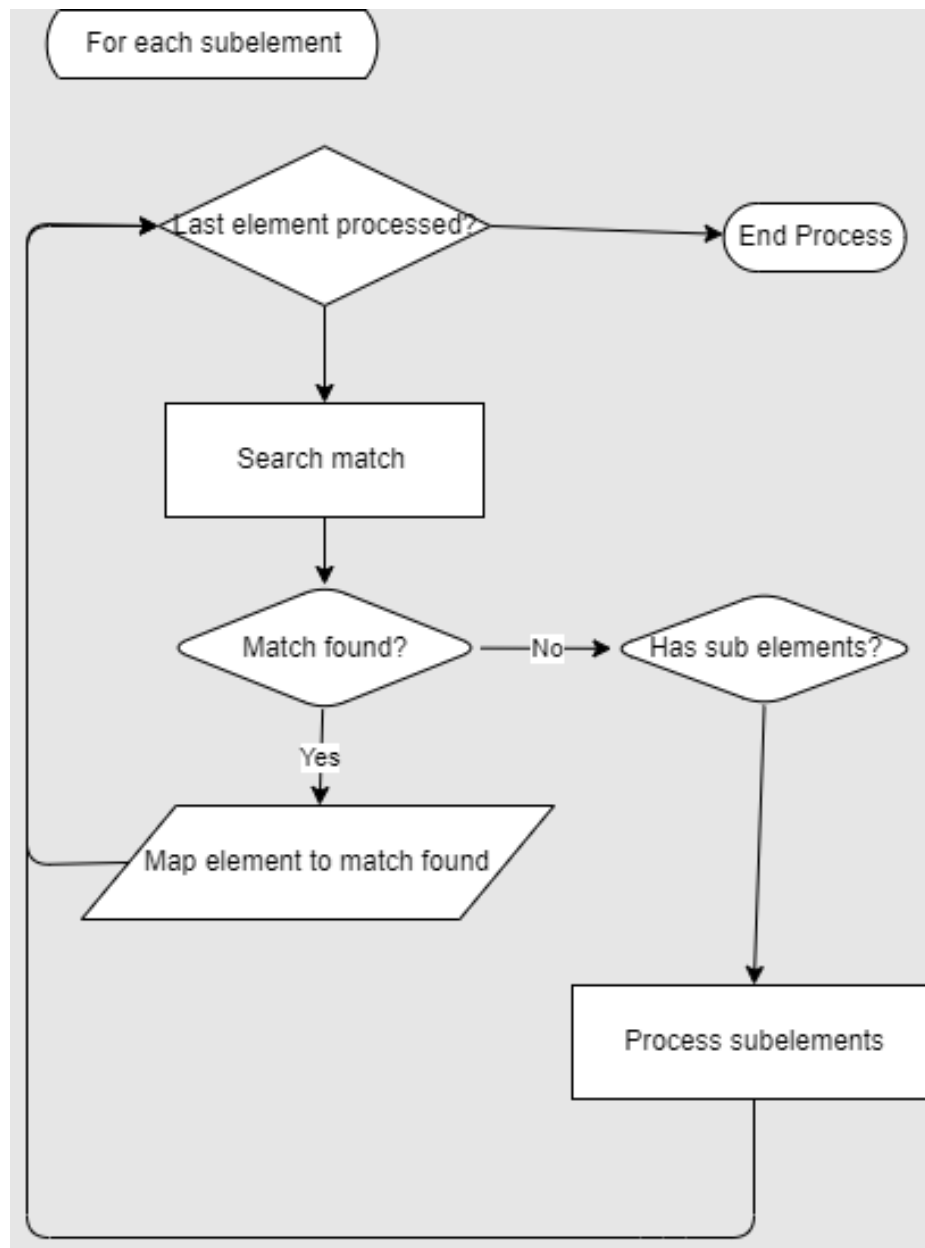 For each subelement
Last element processed?
End Process
Search match
Match found?
No
Has sub elements?
Yes
Map element to match found
Process subelements